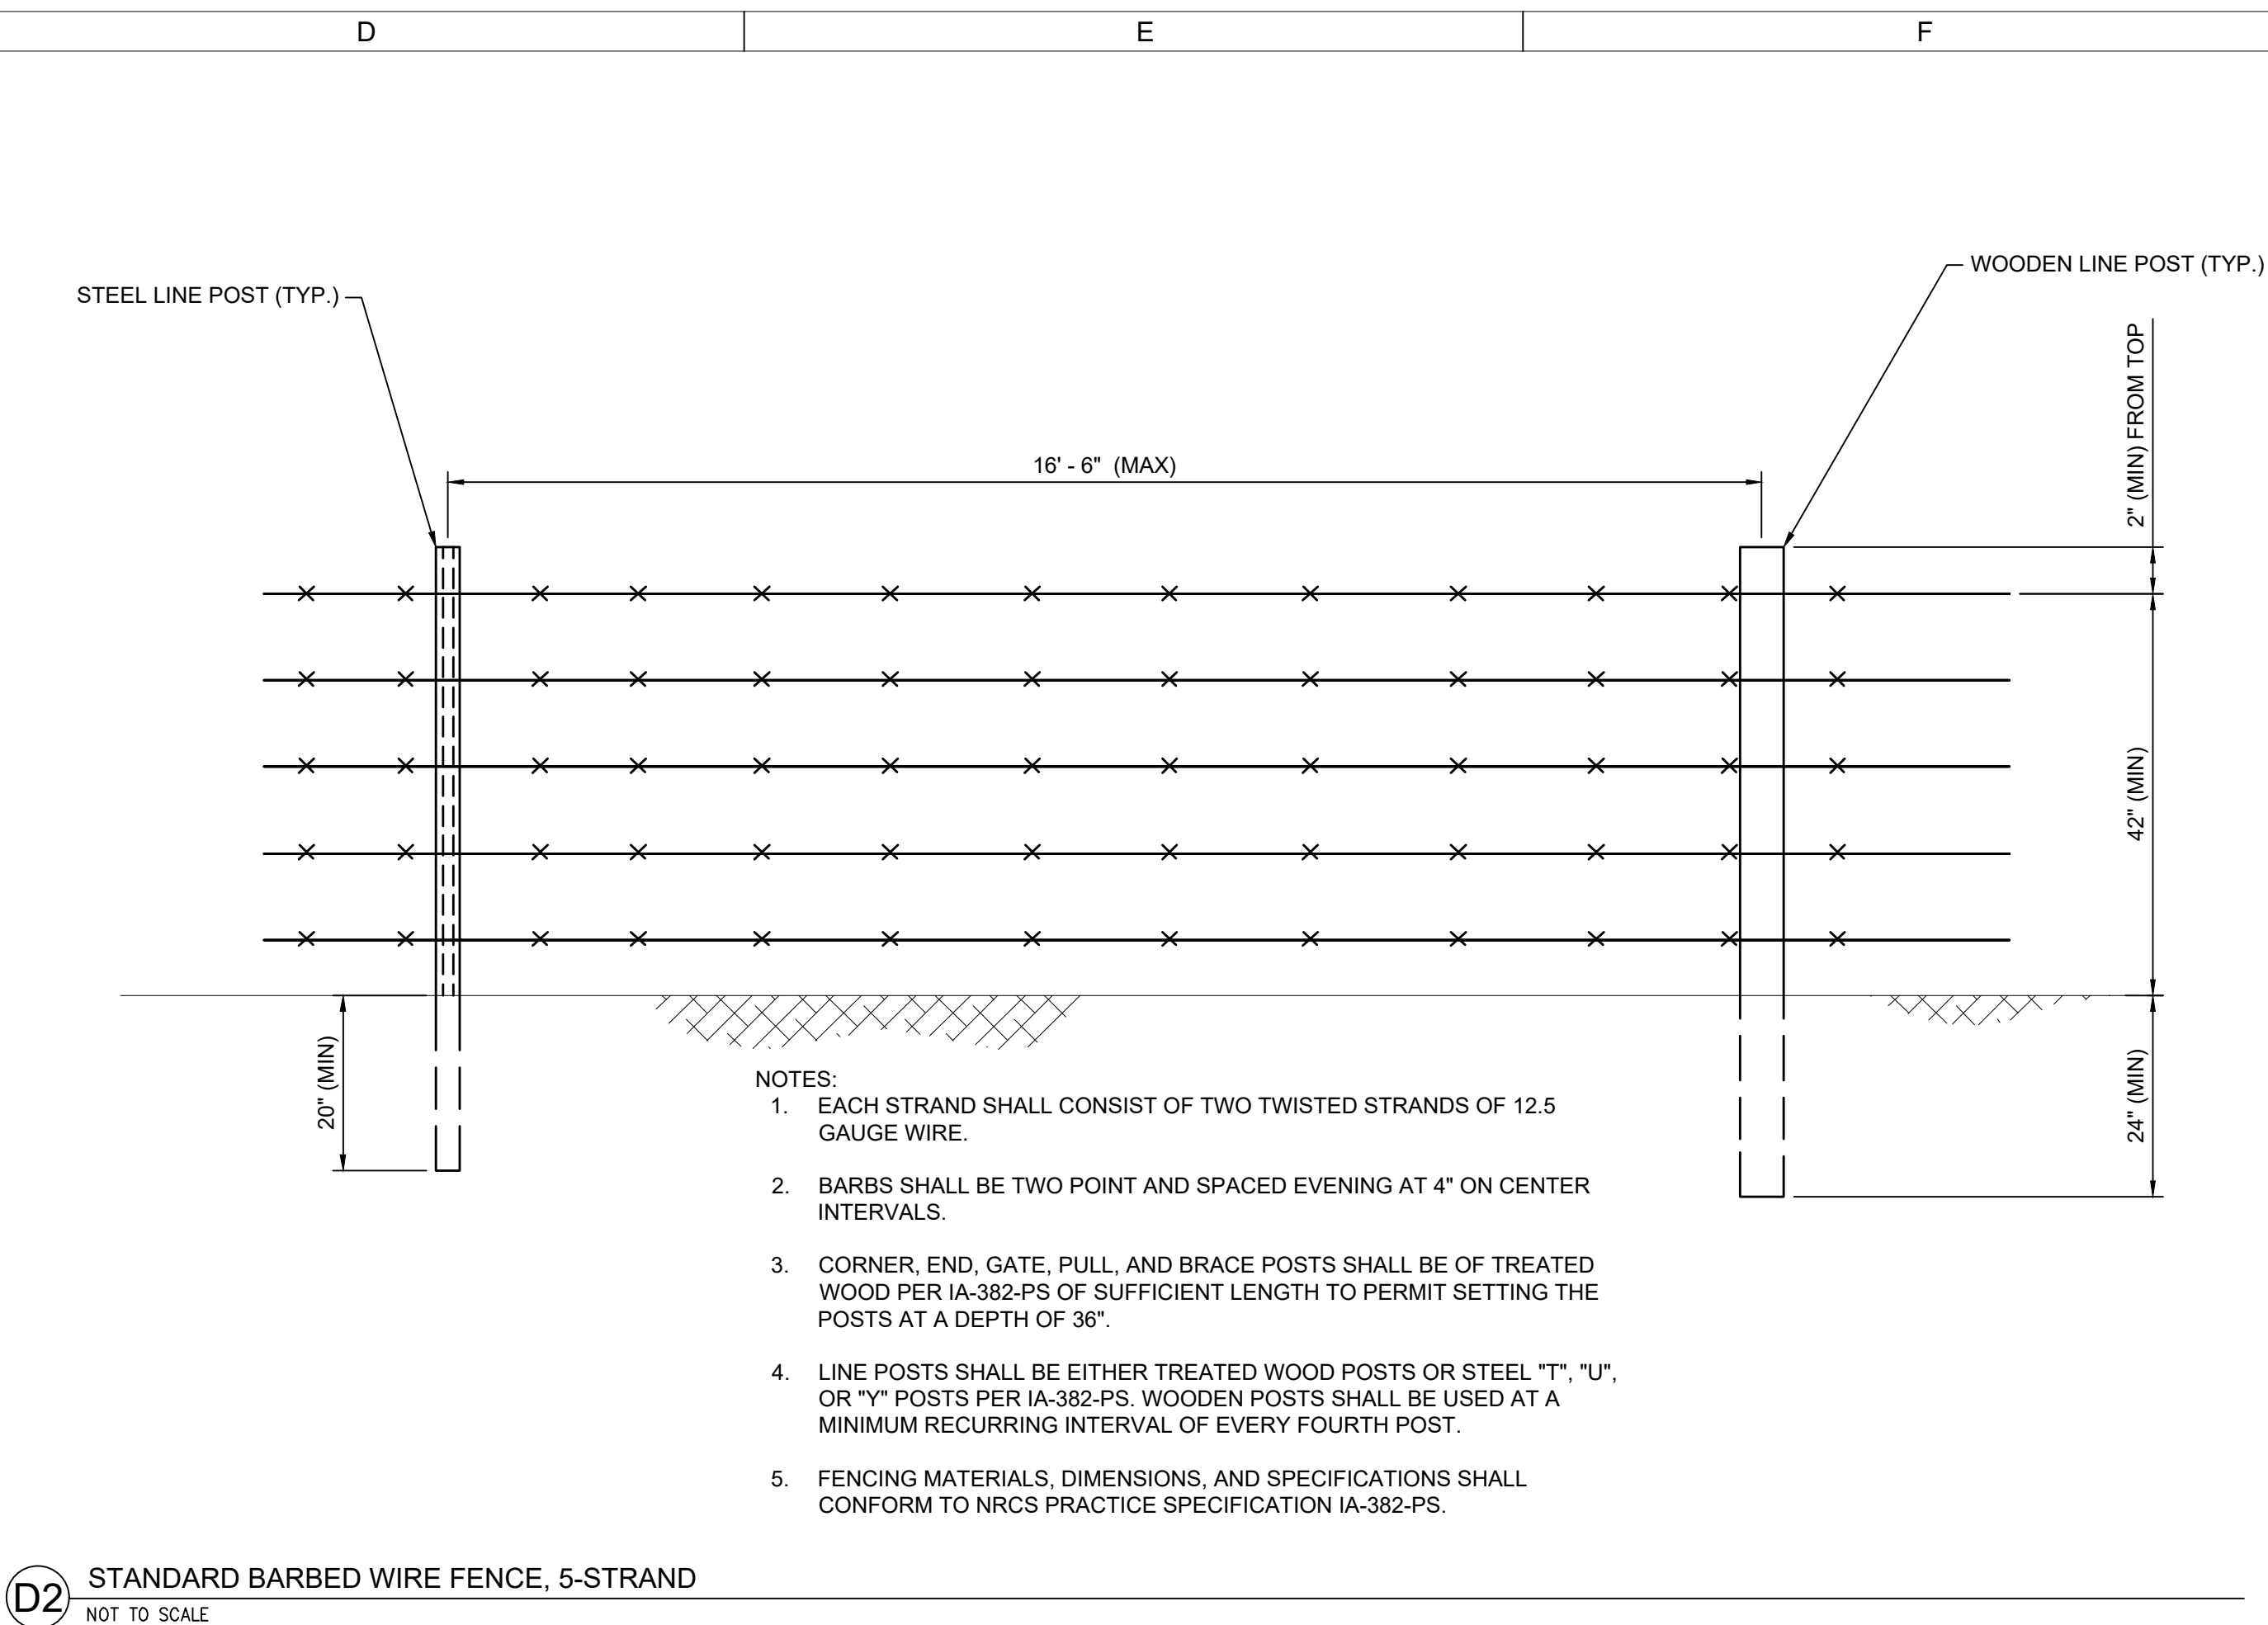 D
E
F
WOODEN LINE POST (TYP.)
STEEL LINE POST (TYP.)
2" (MIN) FROM TOP
16' - 6"  (MAX)
42" (MIN)
20" (MIN)
24" (MIN)
NOTES:
1. EACH STRAND SHALL CONSIST OF TWO TWISTED STRANDS OF 12.5
GAUGE WIRE.
2. BARBS SHALL BE TWO POINT AND SPACED EVENING AT 4" ON CENTER
INTERVALS.
3. CORNER, END, GATE, PULL, AND BRACE POSTS SHALL BE OF TREATED
WOOD PER IA-382-PS OF SUFFICIENT LENGTH TO PERMIT SETTING THE
POSTS AT A DEPTH OF 36".
4. LINE POSTS SHALL BE EITHER TREATED WOOD POSTS OR STEEL "T", "U",
OR "Y" POSTS PER IA-382-PS. WOODEN POSTS SHALL BE USED AT A
MINIMUM RECURRING INTERVAL OF EVERY FOURTH POST.
5. FENCING MATERIALS, DIMENSIONS, AND SPECIFICATIONS SHALL
CONFORM TO NRCS PRACTICE SPECIFICATION IA-382-PS.
D2
STANDARD BARBED WIRE FENCE, 5-STRAND
NOT TO SCALE